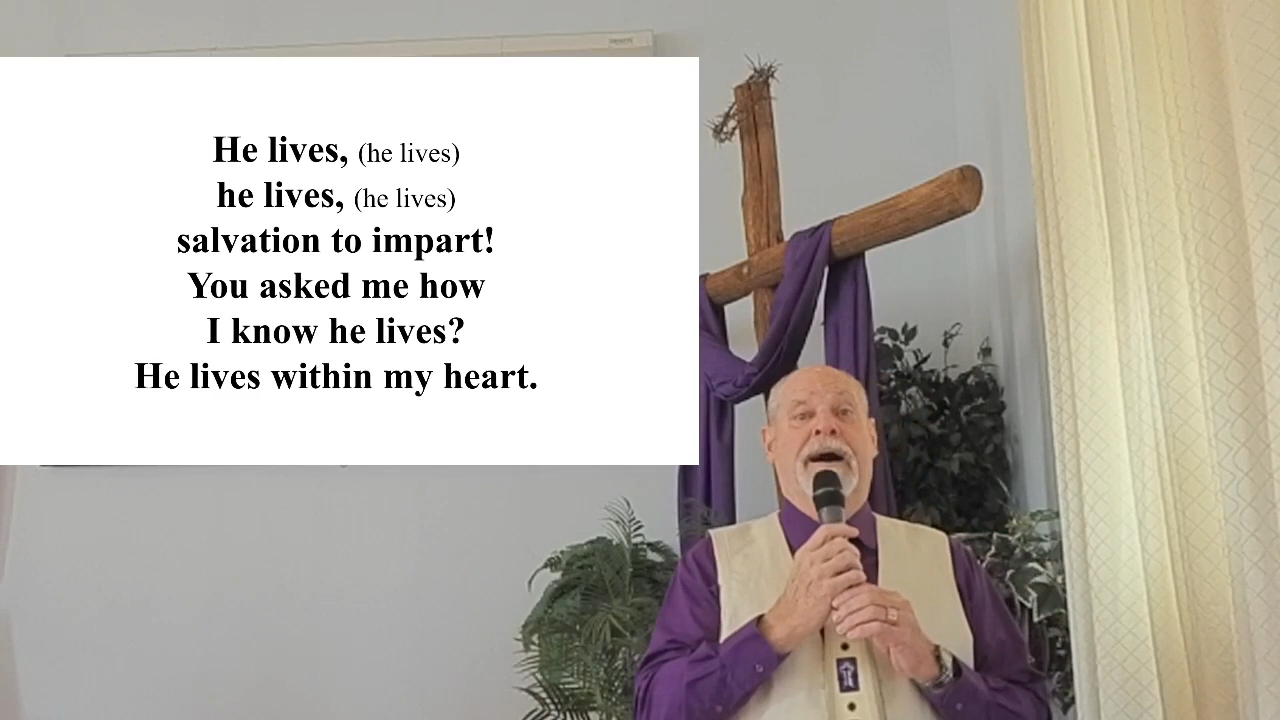 He lives, (he lives)
he lives, (he lives)
salvation to impart!
You asked me how
I know he lives?
He lives within my heart.